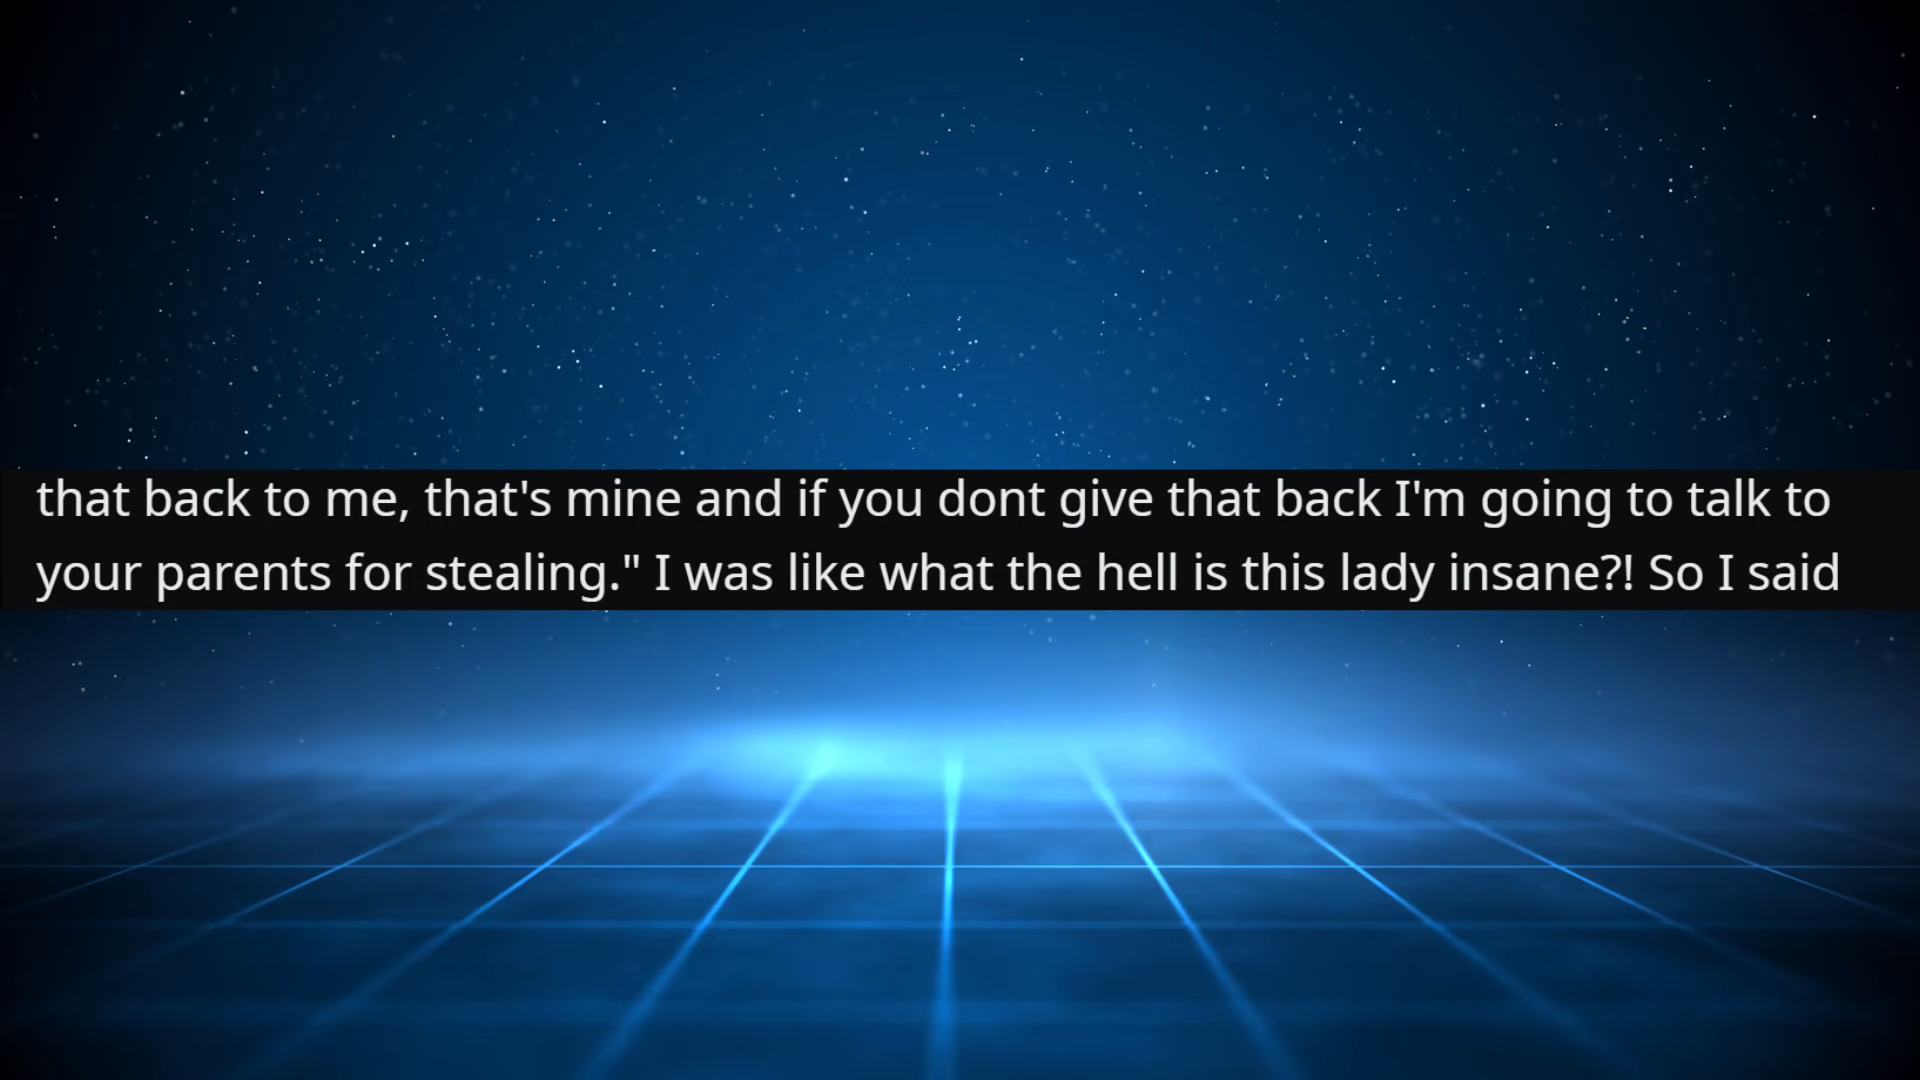 that back to me, that's mine and if you dont give that back I'm going to talk to
your parents for stealing." I was like what the hell is this lady insane?! So I said